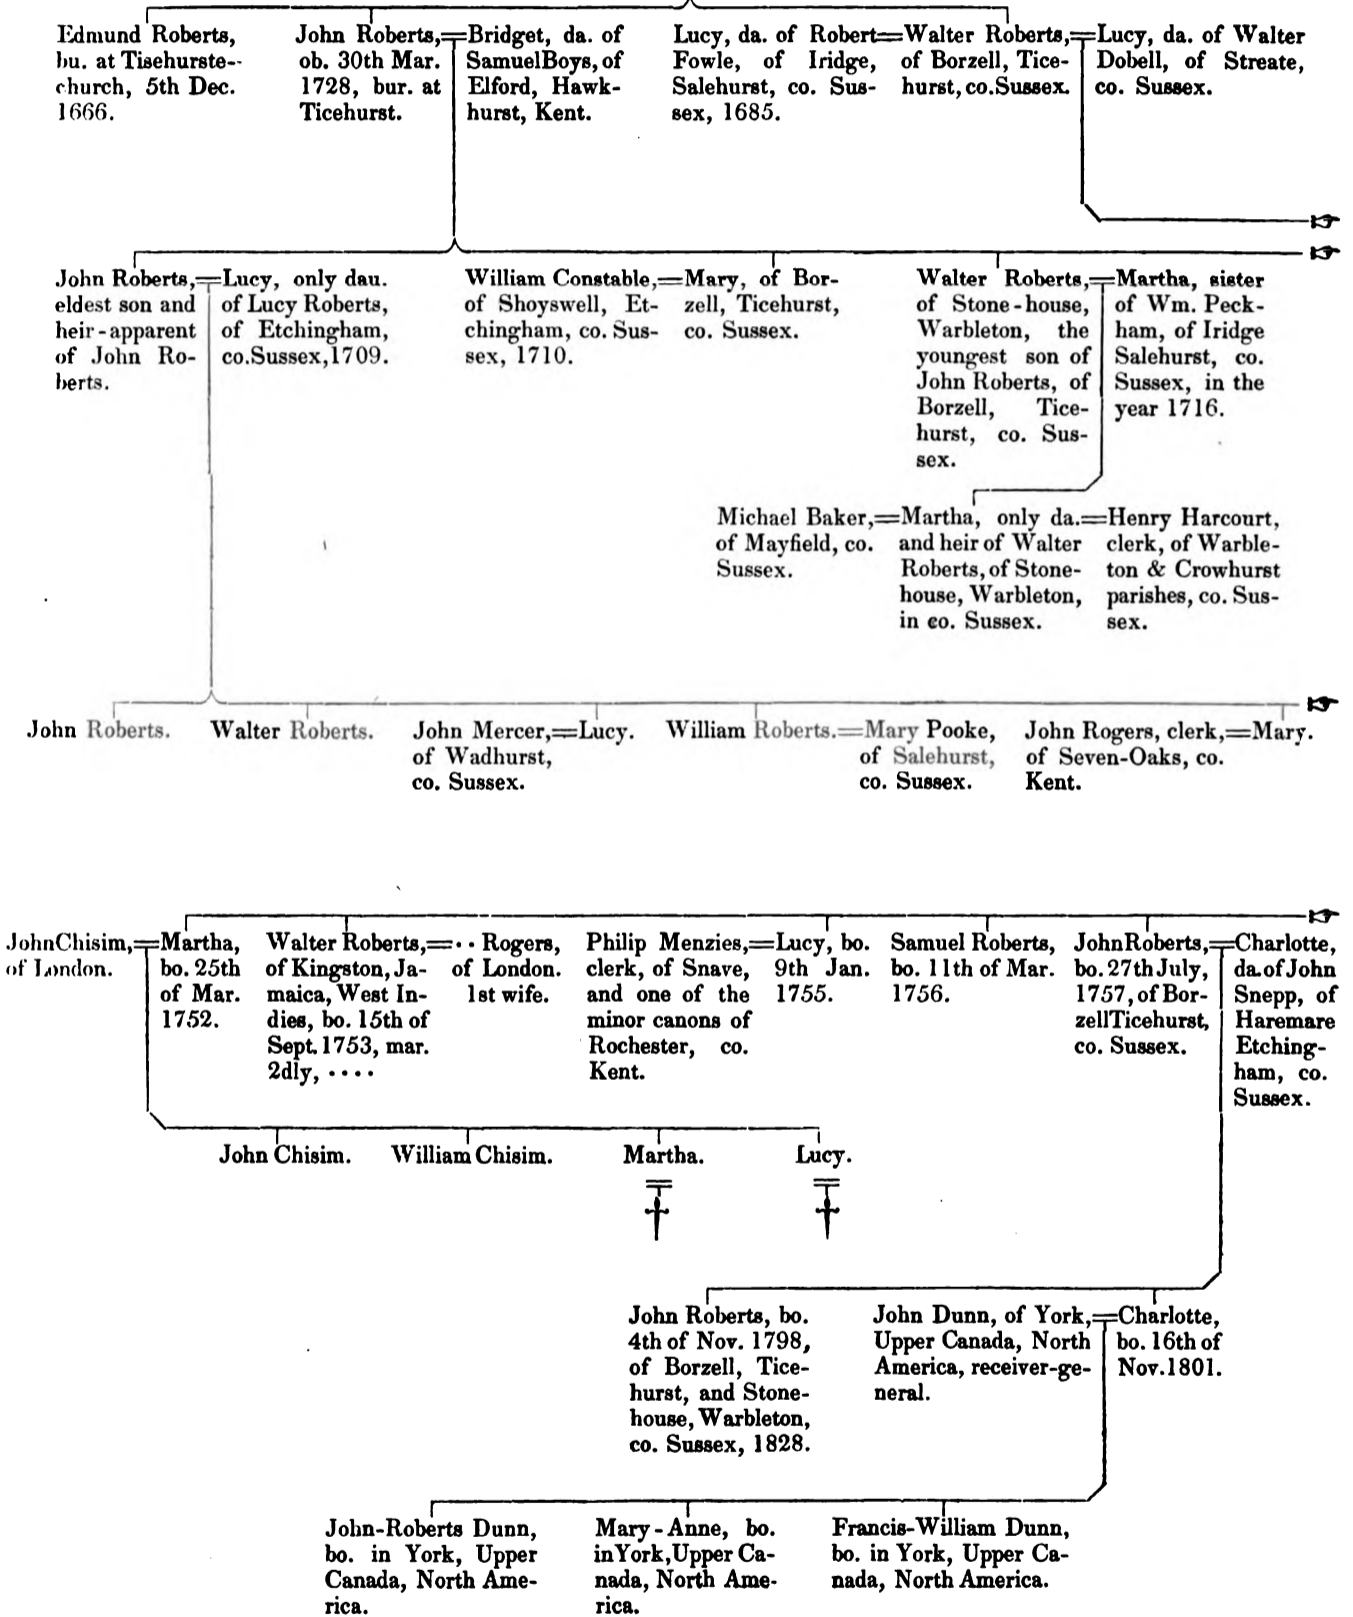 Edmund Roberts,
bu. at Tisehurste-
church, 5th Dec.
1666.
John Roberts,
ob. 30th Mar.
1728, bur. at
Ticehurst.
Bridget, da. of
SamuelBoys, of
Elford, Hawk-
hurst, Kent.
Lucy, da. of Robert
Fowle, of Iridge,
Salehurst, co. Sus-
sex, 1685.
Walter Roberts,
of Borzell, Tice-
hurst, co.Sussex.
Lucy, da. of Walter
Dobell, of Streate,
co. Sussex.
John Roberts,
eldest son and
heir-apparent
of John Ro-
berts.
Lucy, only dau.
of Lucy Roberts,
of Etchingham,
co.Sussex,1709.
William Constable,
of Shoyswell, Et-
chingham, co. Sus-
sex, 1710.
Mary, of Bor-
zell, Ticehurst,
co. Sussex.
Walter Roberts,
of Stone-house,
Warbleton, the
youngest son of
John Roberts, of
Borzell, Tice-
hurst, co. Sus-
sex.
Martha, sister
of Wm. Peck-
ham, of Iridge
Salehurst, co.
Sussex, in the
year 1716.
Michael Baker,
of Mayfield, co.
Sussex.
Martha, only da.
and heir of Walter
Roberts, of Stone-
house, Warbleton,
in co. Sussex.
Henry Harcourt,
clerk, of Warble-
ton & Crowhurst
parishes, co. Sus-
sex.
John Roberts.
Walter Roberts.
John Mercer,
of Wadhurst,
co. Sussex.
Lucy.
William Roberts.
Mary Pooke,
of Salehurst,
co. Sussex.
John Rogers, clerk,
of Seven-Oaks, co.
Kent.
Mary.
JohnChisim,
of London.
Martha,
bo. 25th
of Mar.
1752.
Walter Roberts,
of Kingston, Ja-
maica, West In-
dies, bo. 15th of
Sept. 1753, mar.
2dly, ....
.. Rogers,
of London.
1st wife.
Philip Menzies,
clerk, of Snave,
and one of the
minor canons of
Rochester, co.
Kent.
Lucy, bo.
9th Jan.
1755.
Samuel Roberts,
bo. 11th of Mar.
1756.
JohnRoberts,
bo. 27th July,
1757, of Bor-
zellTicehurst,
co. Sussex.
Charlotte,
da.of John
Snepp, of
Haremare
Etching-
ham, co.
Sussex.
John Chisim.
William Chisim.
Martha.
Lucy.
John Roberts, bo.
4th of Nov. 1798,
of Borzell, Tice-
hurst, and Stone-
house, Warbleton,
co. Sussex, 1828.
John Dunn, of York,
Upper Canada, North
America, receiver-ge-
neral.
Charlotte,
bo. 16th of
Nov.1801.
John-Roberts Dunn,
bo. in York, Upper
Canada, North Ame-
rica.
Mary-Anne, bo.
in York, Upper Ca-
nada, North Ame-
rica.
Francis-William Dunn,
bo. in York, Upper Ca-
nada, North America.